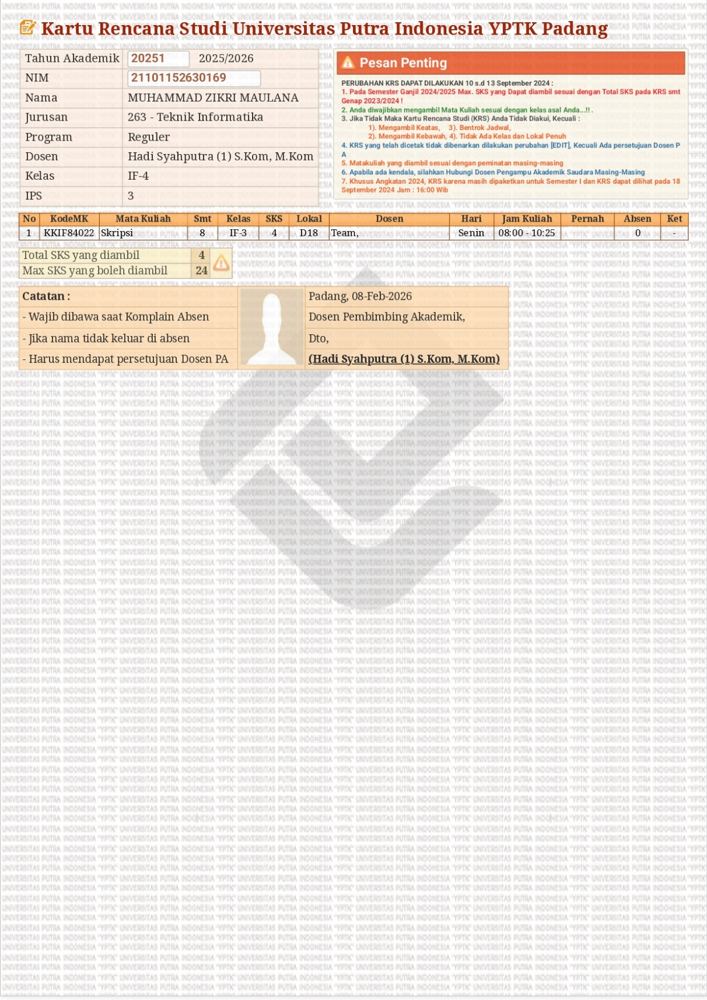 Kartu Rencana Studi Universitas Putra Indonesia YPTK Padang
Tahun Akademik 20251 2025/2026
NIM 21101152630169
Nama MUHAMMAD ZIKRI MAULANA
Jurusan 263 - Teknik Informatika
Program Reguler
Dosen Hadi Syahputra (1) S.Kom, M.Kom
Kelas IF-4
IPS 3
Pesan Penting
PERUBAHAN KRS DAPAT DILAKUKAN 10 s.d 13 September 2024 :
1. Pada Semester Ganjil 2024/2025 Max. SKS yang Dapat diambil sesuai dengan Total SKS pada KRS smt
Genap 2023/2024 !
2. Anda diwajibkan mengambil Mata Kuliah sesuai dengan kelas asal Anda...!! .
3. Jika Tidak Maka Kartu Rencana Studi (KRS) Anda Tidak Diakui, Kecuali :
1). Mengambil Keatas, 3). Bentrok Jadwal,
2). Mengambil Kebawah, 4). Tidak Ada Kelas dan Lokal Penuh
4. KRS yang telah dicetak tidak dibenarkan dilakukan perubahan [EDIT], Kecuali Ada persetujuan Dosen P
A
5. Matakuliah yang diambil sesuai dengan peminatan masing-masing
6. Apabila ada kendala, silahkan Hubungi Dosen Pengampu Akademik Saudara Masing-Masing
7. Khusus Angkatan 2024, KRS karena masih dipaketkan untuk Semester I dan KRS dapat dilihat pada 18
September 2024 Jam : 16:00 Wib
No KodeMK Mata Kuliah Smt Kelas SKS Lokal Dosen Hari Jam Kuliah Pernah Absen Ket
1 KKIF84022 Skripsi 8 IF-3 4 D18 Team, Senin 08:00 - 10:25 0 -
Total SKS yang diambil 4
Max SKS yang boleh diambil 24
Catatan :
- Wajib dibawa saat Komplain Absen
- Jika nama tidak keluar di absen
- Harus mendapat persetujuan Dosen PA
Padang, 08-Feb-2026
Dosen Pembimbing Akademik,
Dto,
(Hadi Syahputra (1) S.Kom, M.Kom)